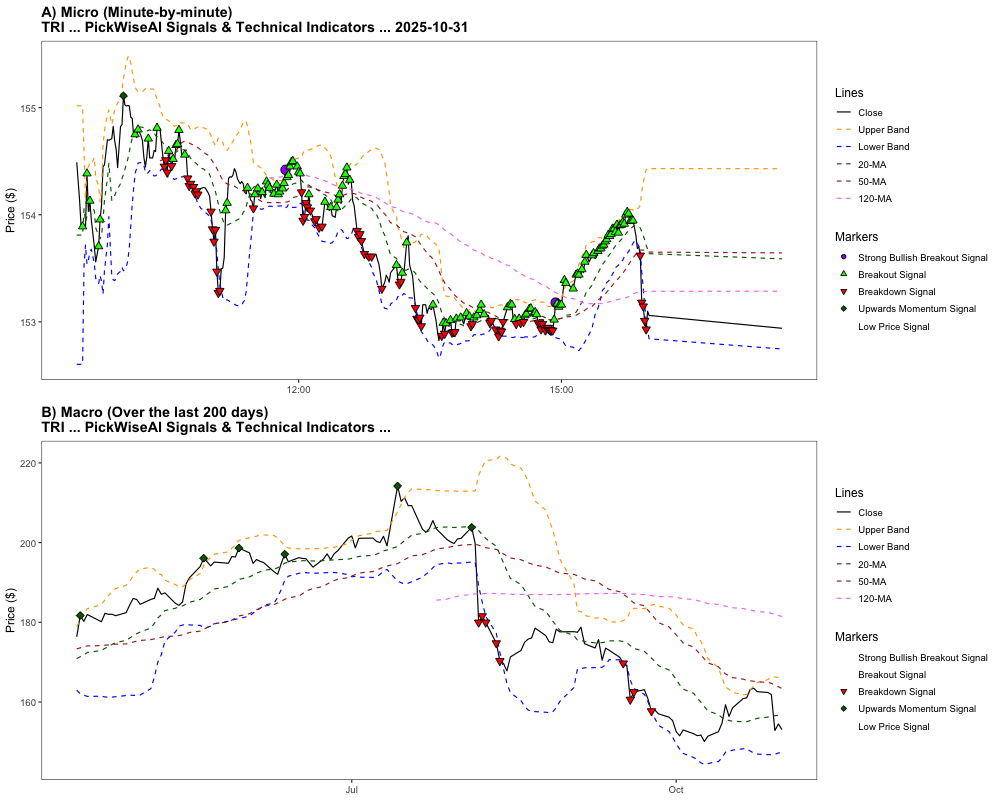 A) Micro (Minute-by-minute)
TRI ... PickWiseAI Signals & Technical Indicators ... 2025-10-31
Price ($)
155
154
153
12:00
15:00
Lines
Close
Upper Band
Lower Band
20-MA
50-MA
120-MA
Markers
Strong Bullish Breakout Signal
Breakout Signal
Breakdown Signal
Upwards Momentum Signal
Low Price Signal
B) Macro (Over the last 200 days)
TRI ... PickWiseAI Signals & Technical Indicators ...
Price ($)
220
200
180
160
Jul
Oct
Lines
Close
Upper Band
Lower Band
20-MA
50-MA
120-MA
Markers
Strong Bullish Breakout Signal
Breakout Signal
Breakdown Signal
Upwards Momentum Signal
Low Price Signal